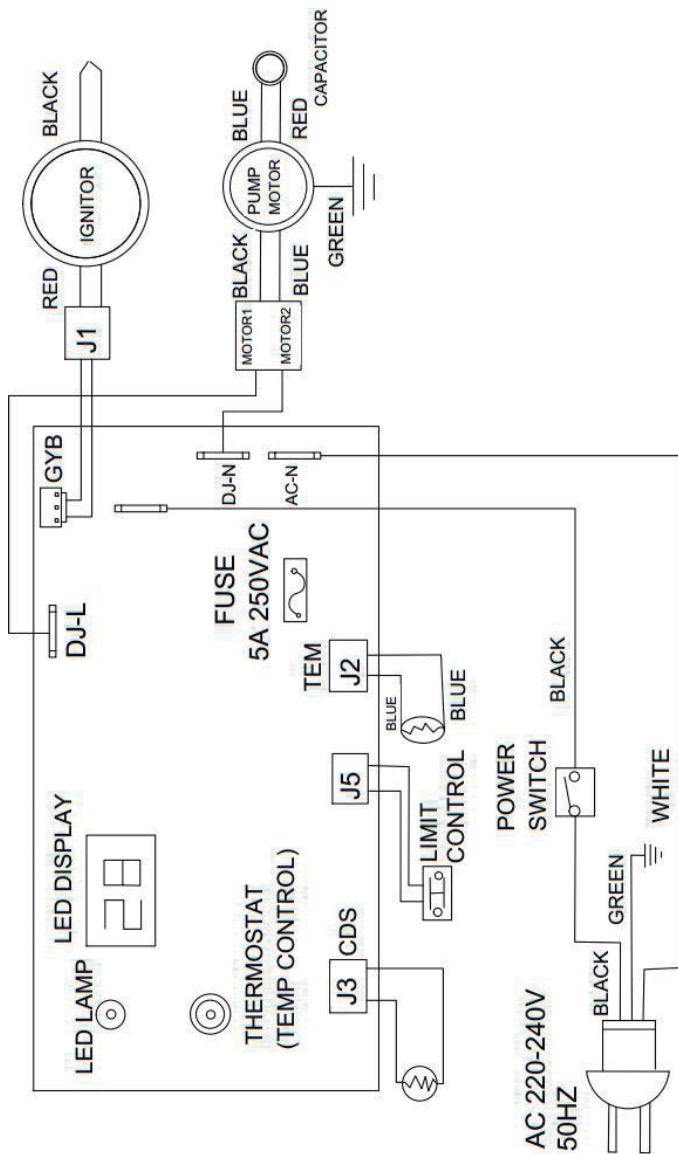 LED LAMP
LED DISPLAY
28
DJ-L
GYB
J1
RED
IGNITOR
BLACK
THERMOSTAT
(TEMP CONTROL)
FUSE
5A 250VAC
DJ-N
AC-N
MOTOR1
MOTOR2
BLACK
BLUE
PUMP
MOTOR
BLUE
RED
CAPACITOR
GREEN
J3
CDS
J5
LIMIT
CONTROL
TEM
J2
BLUE
BLUE
AC 220-240V
50HZ
BLACK
GREEN
POWER
SWITCH
BLACK
WHITE